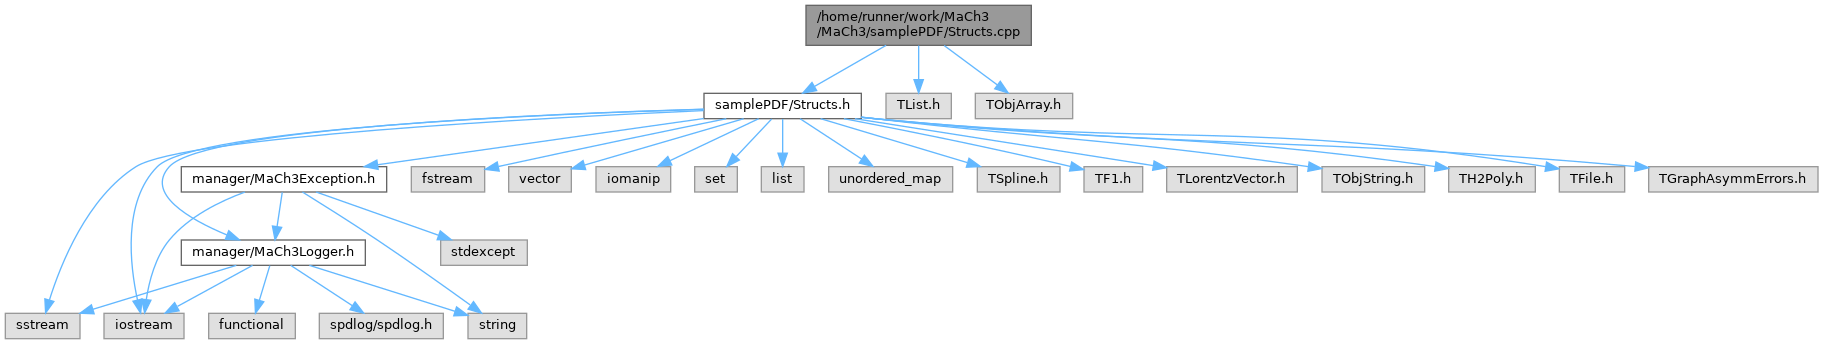 /home/runner/work/MaCh3
/MaCh3/samplePDF/Structs.cpp
samplePDF/Structs.h
TList.h
TObjArray.h
manager/MaCh3Exception.h
fstream
vector
iomanip
set
list
unordered_map
TSpline.h
TF1.h
TLorentzVector.h
TObjString.h
TH2Poly.h
TFile.h
TGraphAsymmErrors.h
manager/MaCh3Logger.h
stdexcept
sstream
iostream
functional
spdlog/spdlog.h
string